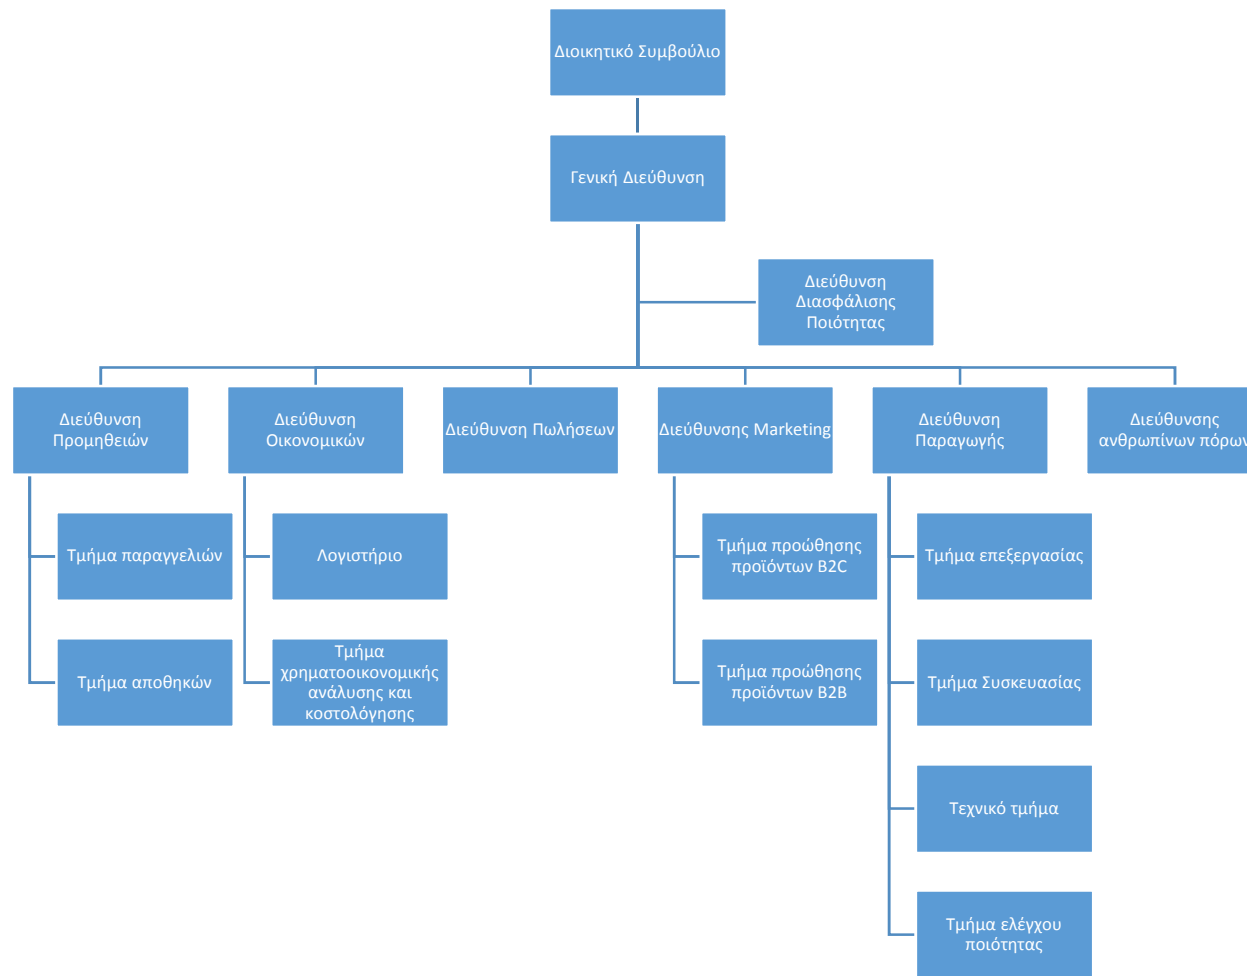 Διοικητικό Συμβούλιο
Γενική Διεύθυνση
Διεύθυνση
Διασφάλισης
Ποιότητας
Διεύθυνση
Προμηθειών
Διεύθυνση
Οικονομικών
Διεύθυνση Πωλήσεων
Διεύθυνσης Marketing
Διεύθυνση
Παραγωγής
Διεύθυνσης
ανθρωπίνων πόρων
Τμήμα παραγγελιών
Τμήμα αποθηκών
Λογιστήριο
Τμήμα
χρηματοοικονομικής
ανάλυσης και
κοστολόγησης
Τμήμα προώθησης
προϊόντων B2C
Τμήμα προώθησης
προϊόντων B2B
Τμήμα επεξεργασίας
Τμήμα Συσκευασίας
Τεχνικό τμήμα
Τμήμα ελέγχου
ποιότητας